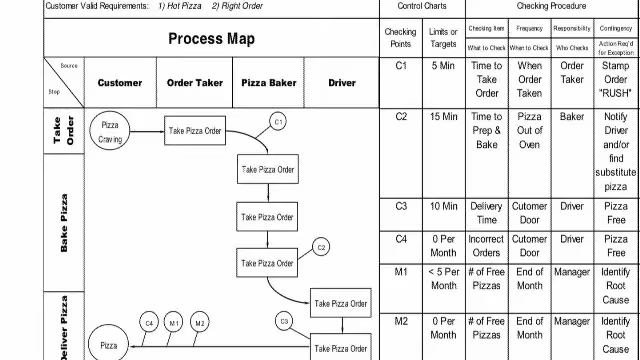 Customer Valid Requirements: 1) Hot Pizza 2) Right Order
Control Charts
Checking Procedure
Process Map
Checking
Points
Limits or
Targets
Checking Item
Frequency
Responsibility
Contingency
What to Check
When to Check
Who Checks
Action Req'd
for Exception
Source
Step
Customer
Order Taker
Pizza Baker
Driver
Take
Order
Bake Pizza
Deliver Pizza
Pizza
Craving
Take Pizza Order
C1
Take Pizza Order
Take Pizza Order
C2
Take Pizza Order
Take Pizza Order
C3
Take Pizza Order
C4
M1
M2
Pizza
C1
5 Min
Time to
Take
Order
When
Order
Taken
Order
Taker
Stamp
Order
"RUSH"
C2
15 Min
Time to
Prep &
Bake
Pizza
Out of
Oven
Baker
Notify
Driver
and/or
find
substitute
pizza
C3
10 Min
Delivery
Time
Cutomer
Door
Driver
Pizza
Free
C4
0 Per
Month
Incorrect
Orders
Cutomer
Door
Driver
Pizza
Free
M1
< 5 Per
Month
# of Free
Pizzas
End of
Month
Manager
Identify
Root
Cause
M2
0 Per
Month
# of Free
Pizzas
End of
Month
Manager
Identify
Root
Cause